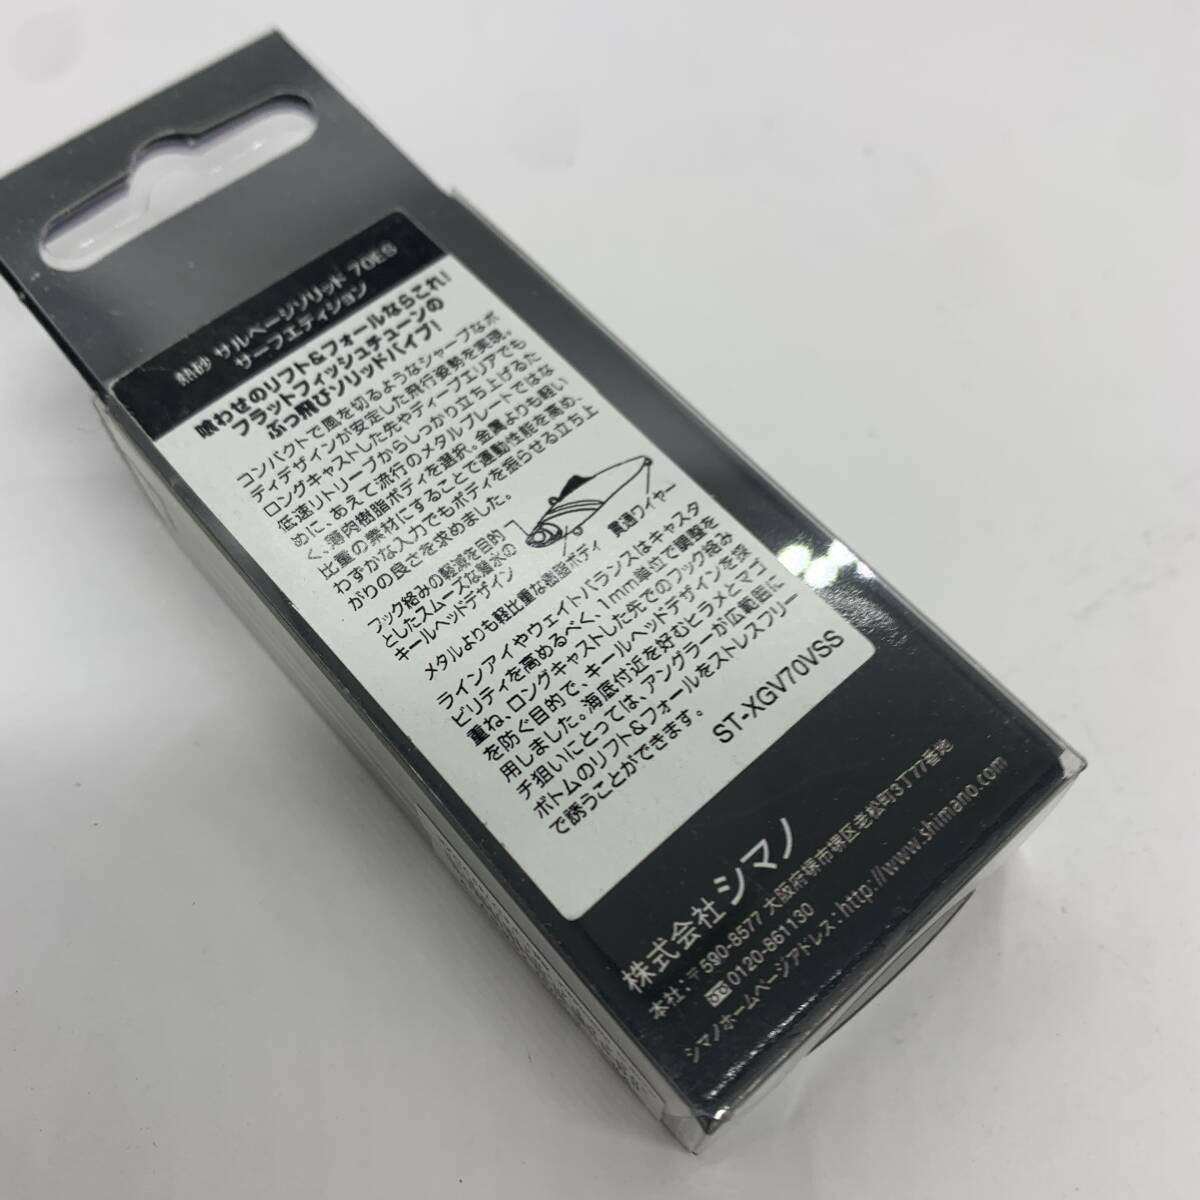 熱砂 サルベージソリッド 70ES
サーフエディション
喰わせのリフト&フォールならこれ!
フラットフィッシュチューンの
ぶっ飛びソリッドバイブ!
コンパクトで風を切るようなシャープなボ
ディデザインが安定した飛行姿勢を実現。
ロングキャストした先やディープエリアでも
低速リトリーブからしっかり立ち上げるた
めに、あえて流行のメタルブレートではな
く、薄肉樹脂ボディを選択。金属よりも軽い
比重の素材にすることで運動性能を高め、
わずかな入力でもボディを振らせる立ち上
がりの良さを求めました。
フック絡みの軽減を目的
としたスムーズな潜水の
キールヘッドデザイン
貫通ワイヤー
メタルよりも軽比重な樹脂ボディ
ラインアイやウェイトバランスはキャスタ
ビリティを高めるべく、1mm単位で調整を
重ね、ロングキャストした先でのフック絡み
を防ぐ目的で、キールヘッドデザインを採
用しました。海底付近を好むヒラメとマゴ
チ狙いにとっては、アングラーが広範囲に
ボトムのリフト&フォールをストレスフリー
で誘うことができます。
ST-XGV70VSS
株式会社シマノ
本社:〒590-8577 大阪府堺市堺区老松町3丁77番地
0120-861130
シマノホームページアドレス:http://www.shimano.com